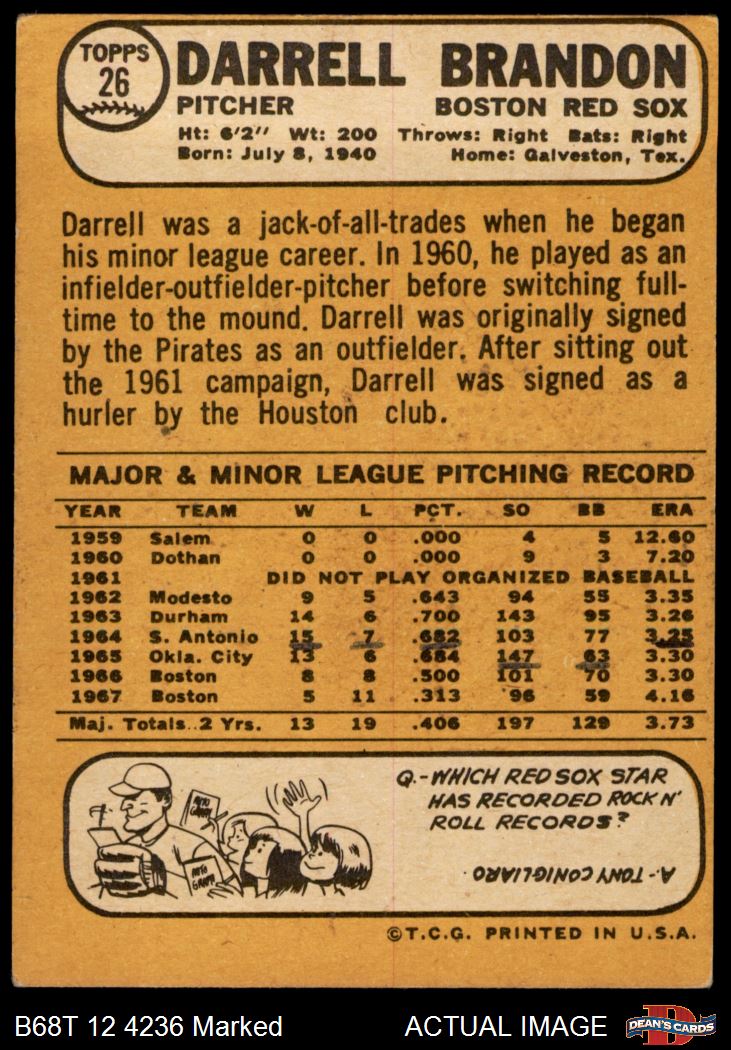 TOPPS
26
DARRELL BRANDON
PITCHER BOSTON RED SOX
Ht: 6'2" Wt: 200 Throws: Right Bats: Right
Born: July 8, 1940 Home: Galveston, Tex.
Darrell was a jack-of-all-trades when he began
his minor league career. In 1960, he played as an
infielder-outfielder-pitcher before switching full-
time to the mound. Darrell was originally signed
by the Pirates as an outfielder. After sitting out
the 1961 campaign, Darrell was signed as a
hurler by the Houston club.
MAJOR & MINOR LEAGUE PITCHING RECORD
YEAR TEAM W L PCT. SO BB ERA
1959 Salem 0 0 .000 4 5 12.60
1960 Dothan 0 0 .000 9 3 7.20
1961 DID NOT PLAY ORGANIZED BASEBALL
1962 Modesto 9 5 .643 94 55 3.35
1963 Durham 14 6 .700 143 95 3.26
1964 S. Antonio 15 7 .682 103 77 3.25
1965 Okla. City 13 6 .684 147 63 3.30
1966 Boston 8 8 .500 101 70 3.30
1967 Boston 5 11 .313 96 59 4.16
Maj. Totals..2 Yrs. 13 19 .406 197 129 3.73
AUTO
GRAPH
AUTO
GRAPH
Q.-WHICH RED SOX STAR
HAS RECORDED ROCK N'
ROLL RECORDS?
A.-TONY CONIGLIARO
©T.C.G. PRINTED IN U.S.A.
B68T 12 4236 Marked ACTUAL IMAGE
D
DEAN'S CARDS